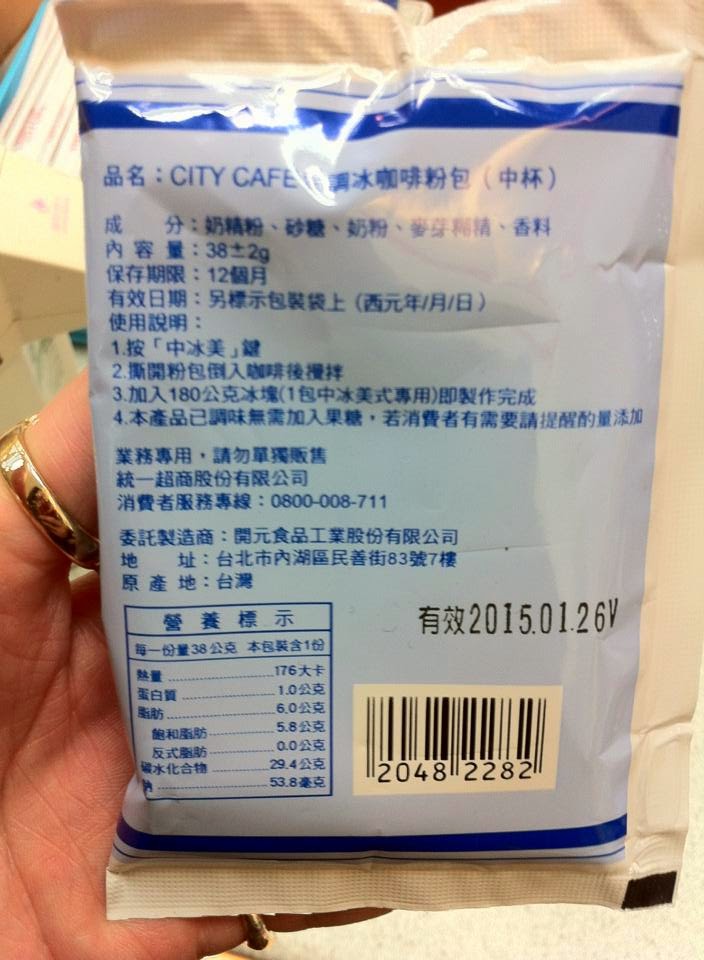 品名：CITY CAFE 調冰咖啡粉包（中杯）
成 分：奶精粉、砂糖、奶粉、麥芽糊精、香料
內容量：38±2g
保存期限：12個月
有效日期：另標示包裝袋上（西元年/月/日）
使用說明：
1.按「中冰美」鍵
2.撕開粉包倒入咖啡後攪拌
3.加入180公克冰塊(1包中冰美式專用)即製作完成
4.本產品已調味無需加入果糖，若消費者有需要請提醒酌量添加
業務專用，請勿單獨販售
統一超商股份有限公司
消費者服務專線：0800-008-711
委託製造商：開元食品工業股份有限公司
地 址：台北市內湖區民善街83號7樓
原產地：台灣
營養標示
每一份量38公克 本包裝含1份
熱量 176大卡
蛋白質 1.0公克
脂肪 6.0公克
飽和脂肪 5.8公克
反式脂肪 0.0公克
碳水化合物 29.4公克
鈉 53.8毫克
有效2015.01.26V
2048 2282